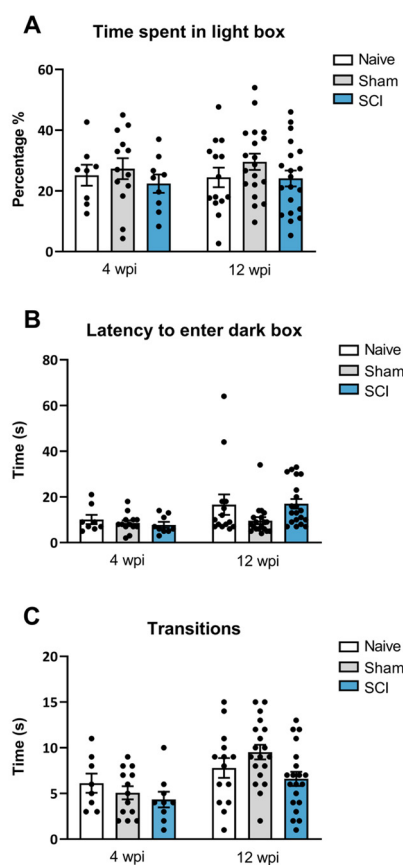 A
Time spent in light box
Naive
Sham
SCI
Percentage %
60
40
20
0
4 wpi
12 wpi
B
Latency to enter dark box
Naive
Sham
SCI
Time (s)
80
60
40
20
0
4 wpi
12 wpi
C
Transitions
Naive
Sham
SCI
Time (s)
20
15
10
5
0
4 wpi
12 wpi